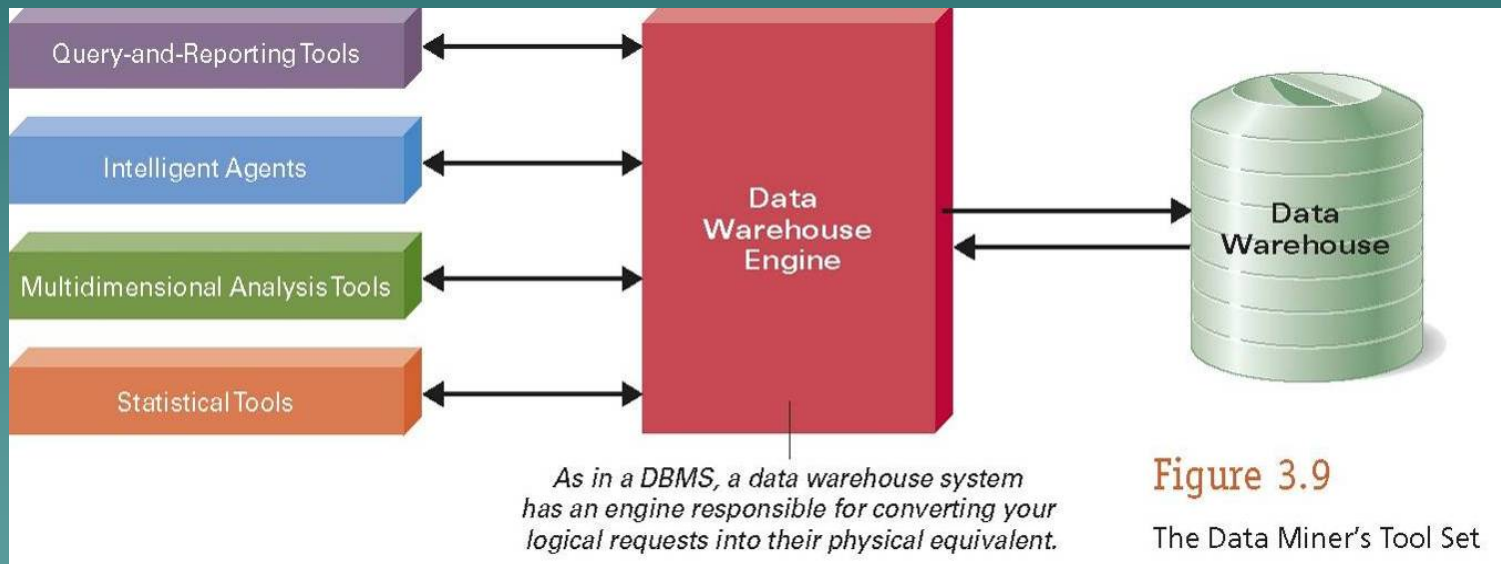 Query-and-Reporting Tools
Intelligent Agents
Multidimensional Analysis Tools
Statistical Tools
Data
Warehouse
Engine
Data
Warehouse
As in a DBMS, a data warehouse system
has an engine responsible for converting your
logical requests into their physical equivalent.
Figure 3.9
The Data Miner's Tool Set